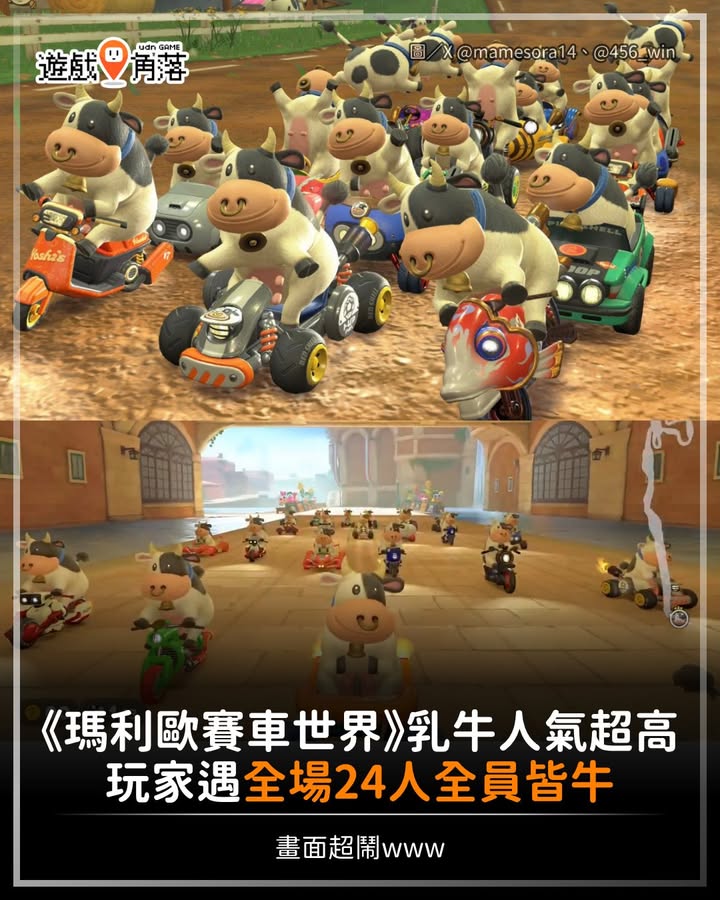 udn GAME
遊戲角落
圖／X @mamesora14、@456_win
Yoshi's
《瑪利歐賽車世界》乳牛人氣超高
玩家遇全場24人全員皆牛
畫面超鬧www